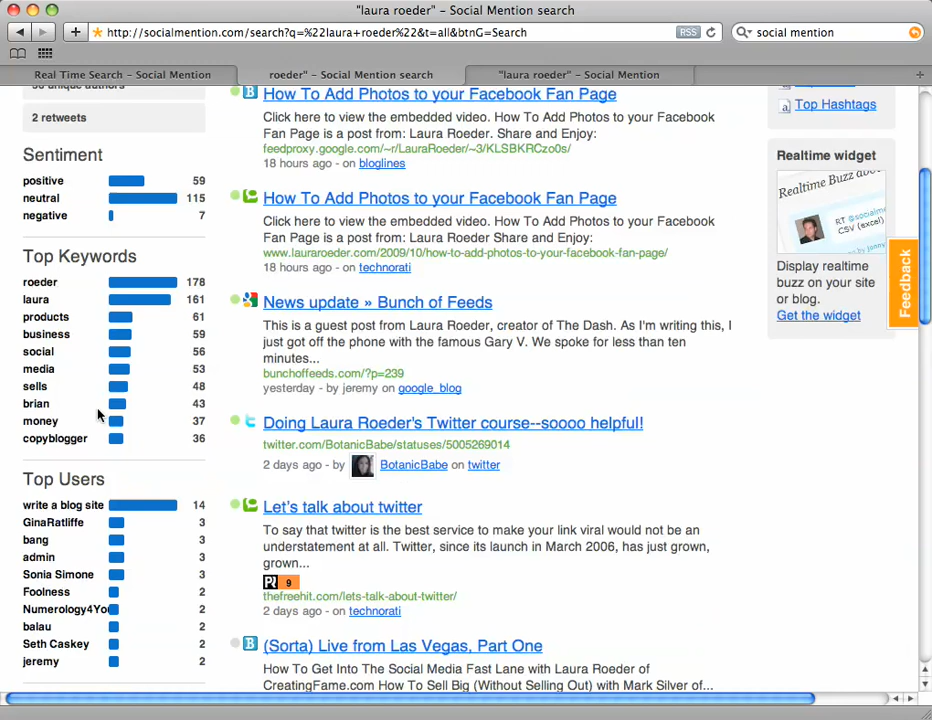 "laura roeder" - Social Mention search
http://socialmention.com/search?q=%22laura+roeder%22&t=all&btnG=Search
RSS
social mention
Real Time Search - Social Mention
roeder" - Social Mention search
"laura roeder" - Social Mention
2 retweets
Sentiment
positive 59
neutral 115
negative 7
Top Keywords
roeder 178
laura 161
products 61
business 59
social 56
media 53
sells 48
brian 43
money 37
copyblogger 36
Top Users
write a blog site 14
GinaRatliffe 3
bang 3
admin 3
Sonia Simone 3
Foolness 2
Numerology4Yo 2
balau 2
Seth Caskey 2
jeremy 2
How To Add Photos to your Facebook Fan Page
Click here to view the embedded video. How To Add Photos to your Facebook
Fan Page is a post from: Laura Roeder. Share and Enjoy:
feedproxy.google.com/~r/LauraRoeder/~3/KLSBKRCzo0s/
18 hours ago - on bloglines
How To Add Photos to your Facebook Fan Page
Click here to view the embedded video. How To Add Photos to your Facebook
Fan Page is a post from: Laura Roeder Share and Enjoy:
www.lauraroeder.com/2009/10/how-to-add-photos-to-your-facebook-fan-page/
18 hours ago - on technorati
News update » Bunch of Feeds
This is a guest post from Laura Roeder, creator of The Dash. As I'm writing this, I
just got off the phone with the famous Gary V. We spoke for less than ten
minutes...
bunchoffeeds.com/?p=239
yesterday - by jeremy on google_blog
Doing Laura Roeder's Twitter course--soooo helpful!
twitter.com/BotanicBabe/statuses/5005269014
2 days ago - by BotanicBabe on twitter
Let's talk about twitter
To say that twitter is the best service to make your link viral would not be an
understatement at all. Twitter, since its launch in March 2006, has just grown,
grown...
PR 9
thefreehit.com/lets-talk-about-twitter/
2 days ago - on technorati
(Sorta) Live from Las Vegas, Part One
How To Get Into The Social Media Fast Lane with Laura Roeder of
CreatingFame.com How To Sell Big (Without Selling Out) with Mark Silver of...
Top Hashtags
Realtime widget
Realtime Buzz abo
RT @socialme
CSV (excel)
Display realtime
buzz on your site
or blog.
Get the widget
Feedback